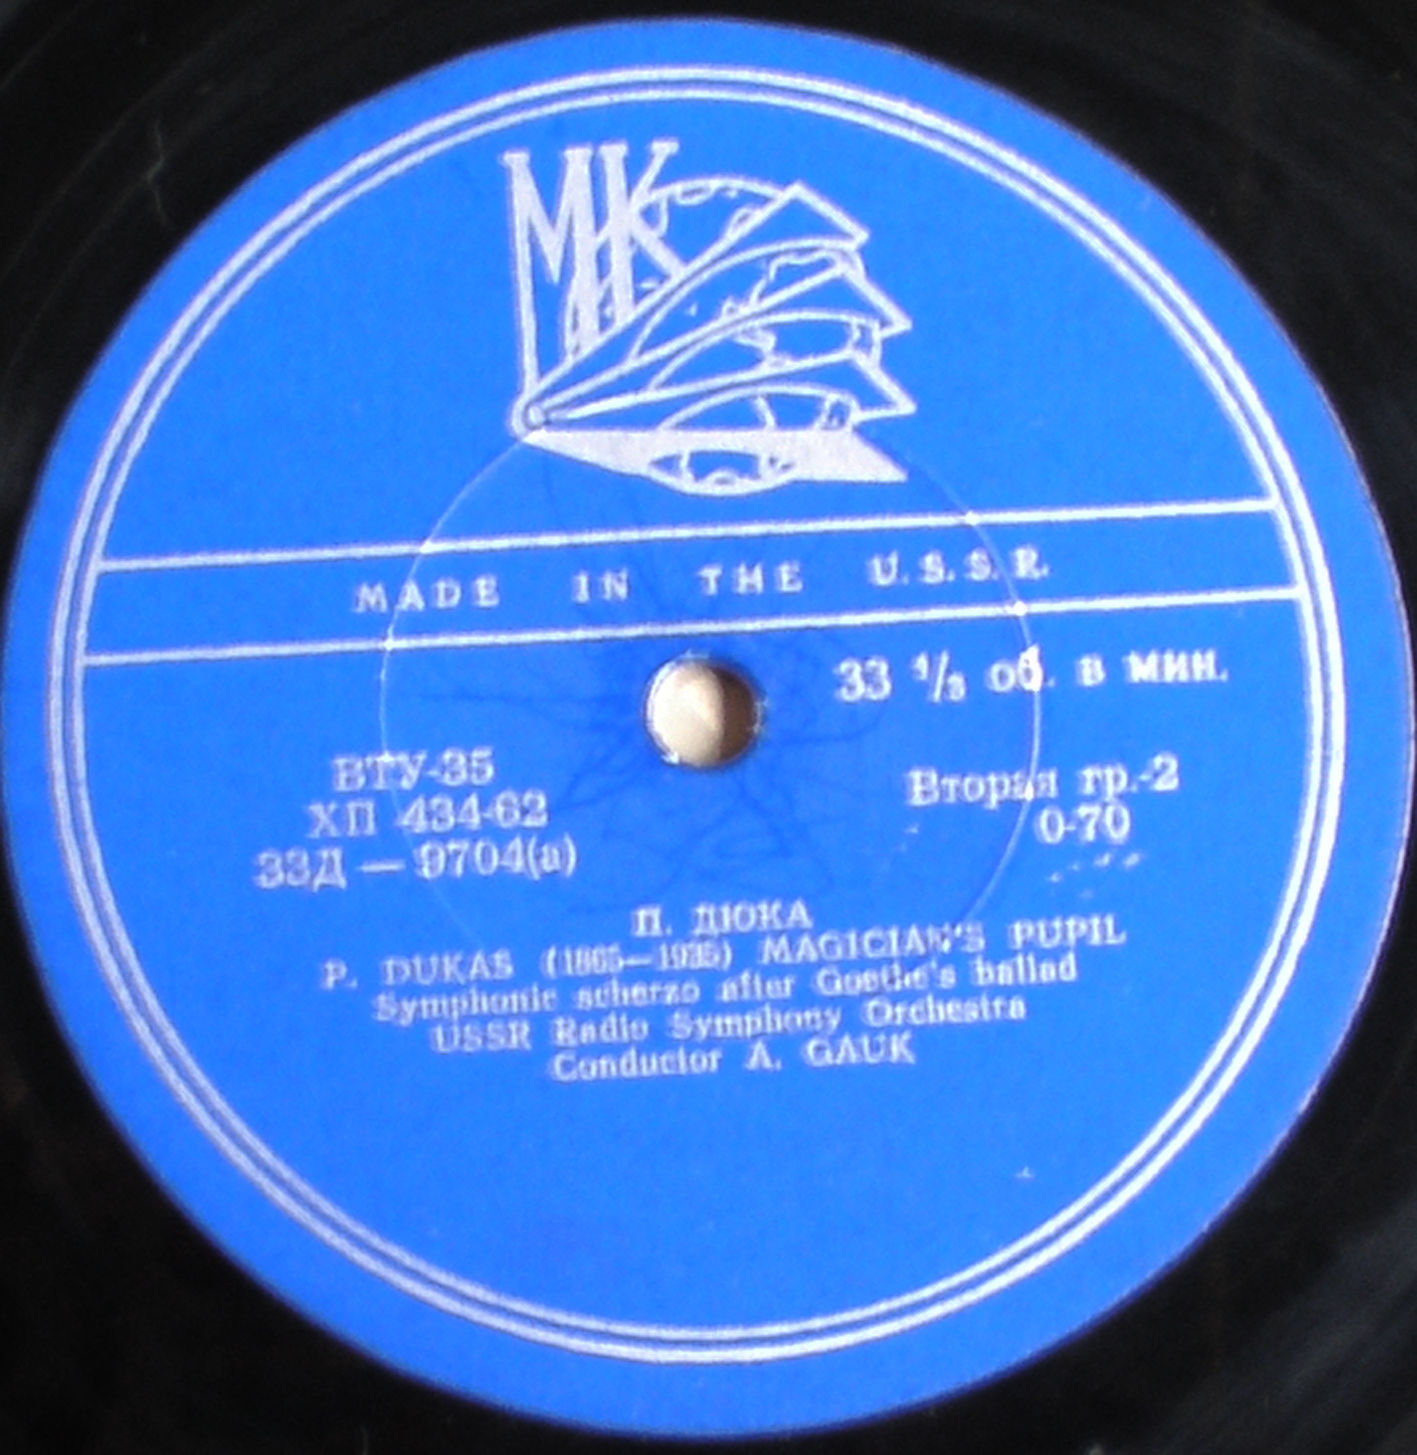 МК
MADE IN THE U.S.S.R.
33 1/3 об. в мин.
ВТУ-35
ХП 434-62
33Д — 9704(а)
Вторая гр.-2
0-70
П. ДЮКА
P. DUKAS (1865—1935) MAGICIAN'S PUPIL
Symphonic scherzo after Goethe's ballad
USSR Radio Symphony Orchestra
Conductor A. GAUK